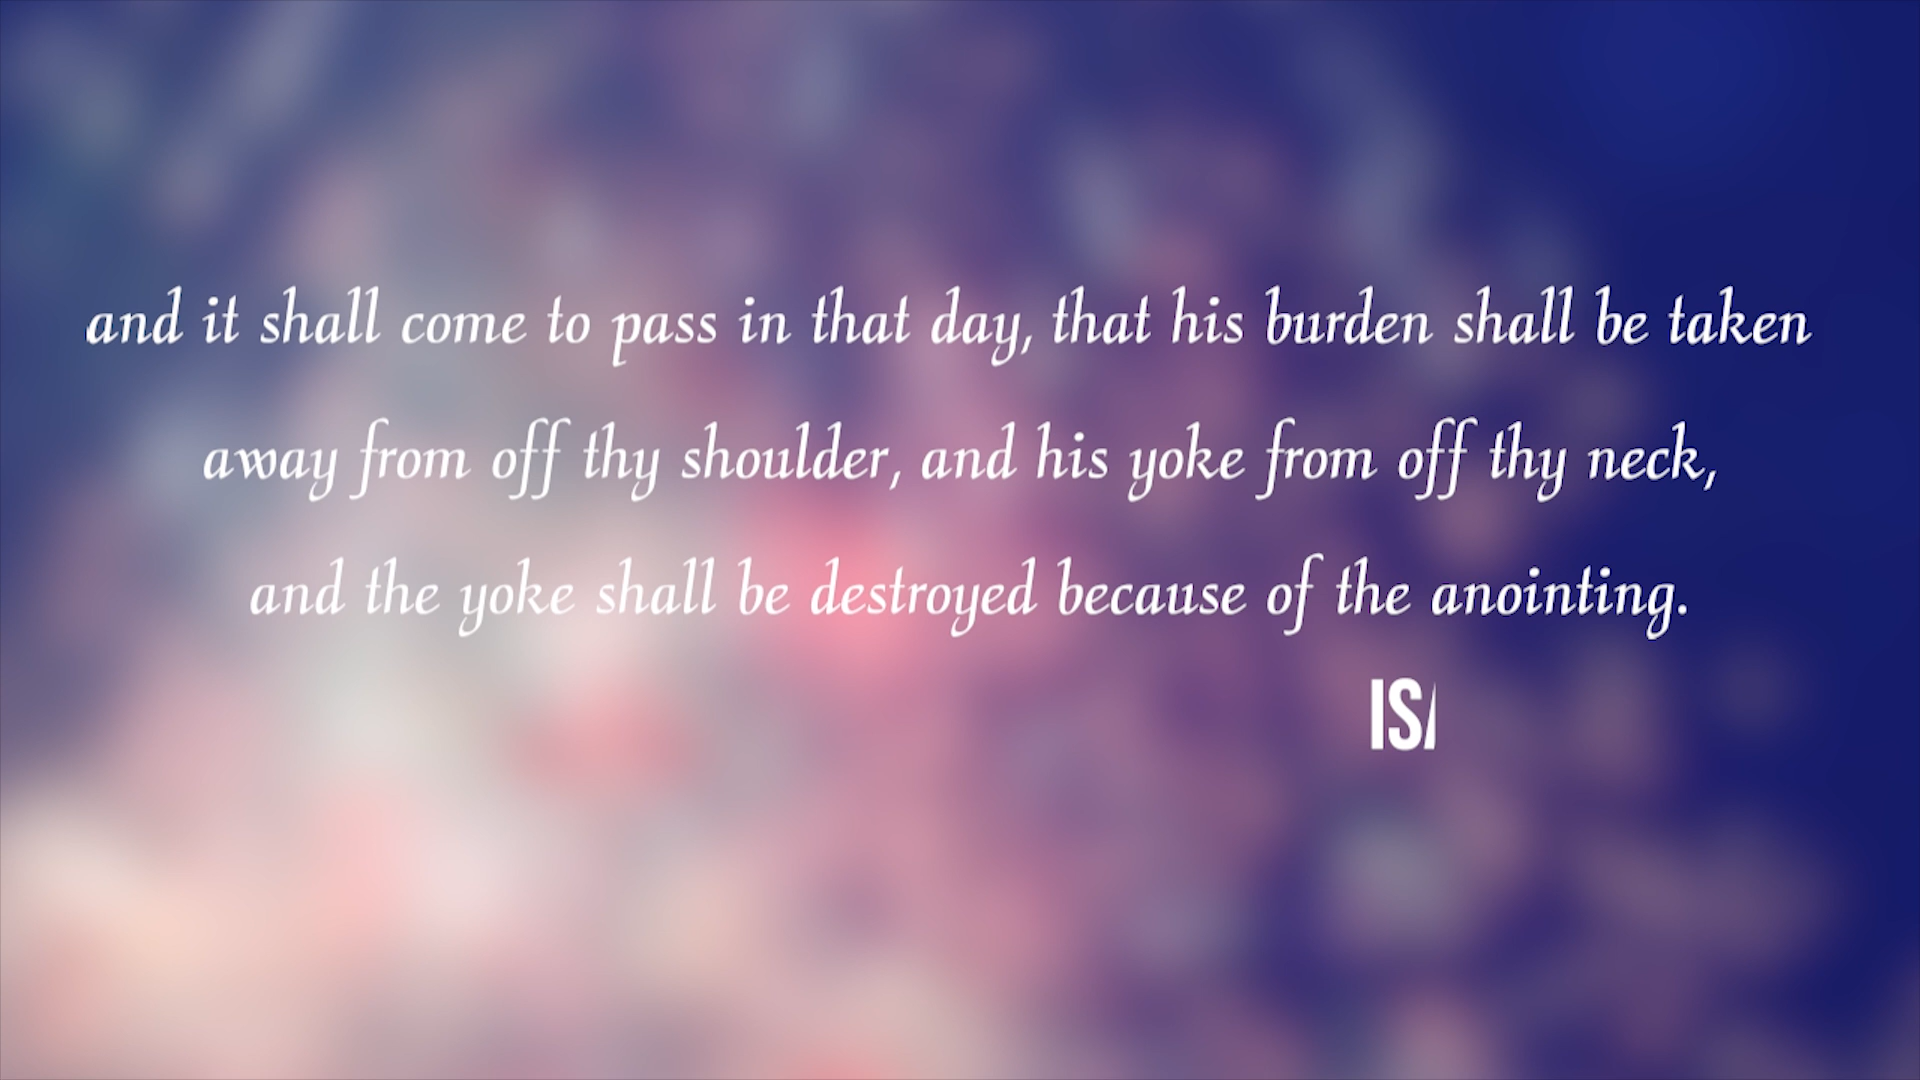 and it shall come to pass in that day, that his burden shall be taken
away from off thy shoulder, and his yoke from off thy neck,
and the yoke shall be destroyed because of the anointing.
IS